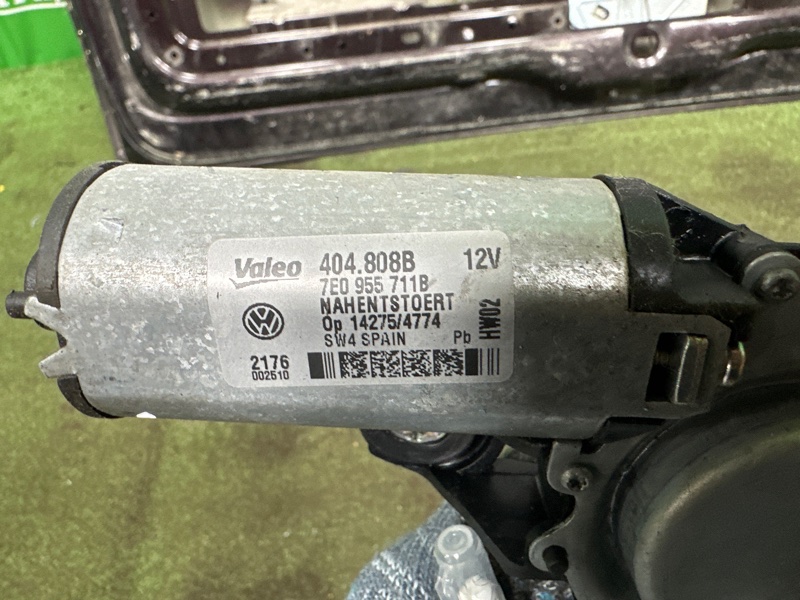 Valeo 404.808B 12V
7E0 955 711B
NAHENTSTOERT
Op 14275/4774
SW4 SPAIN Pb
HW02
2176
002510